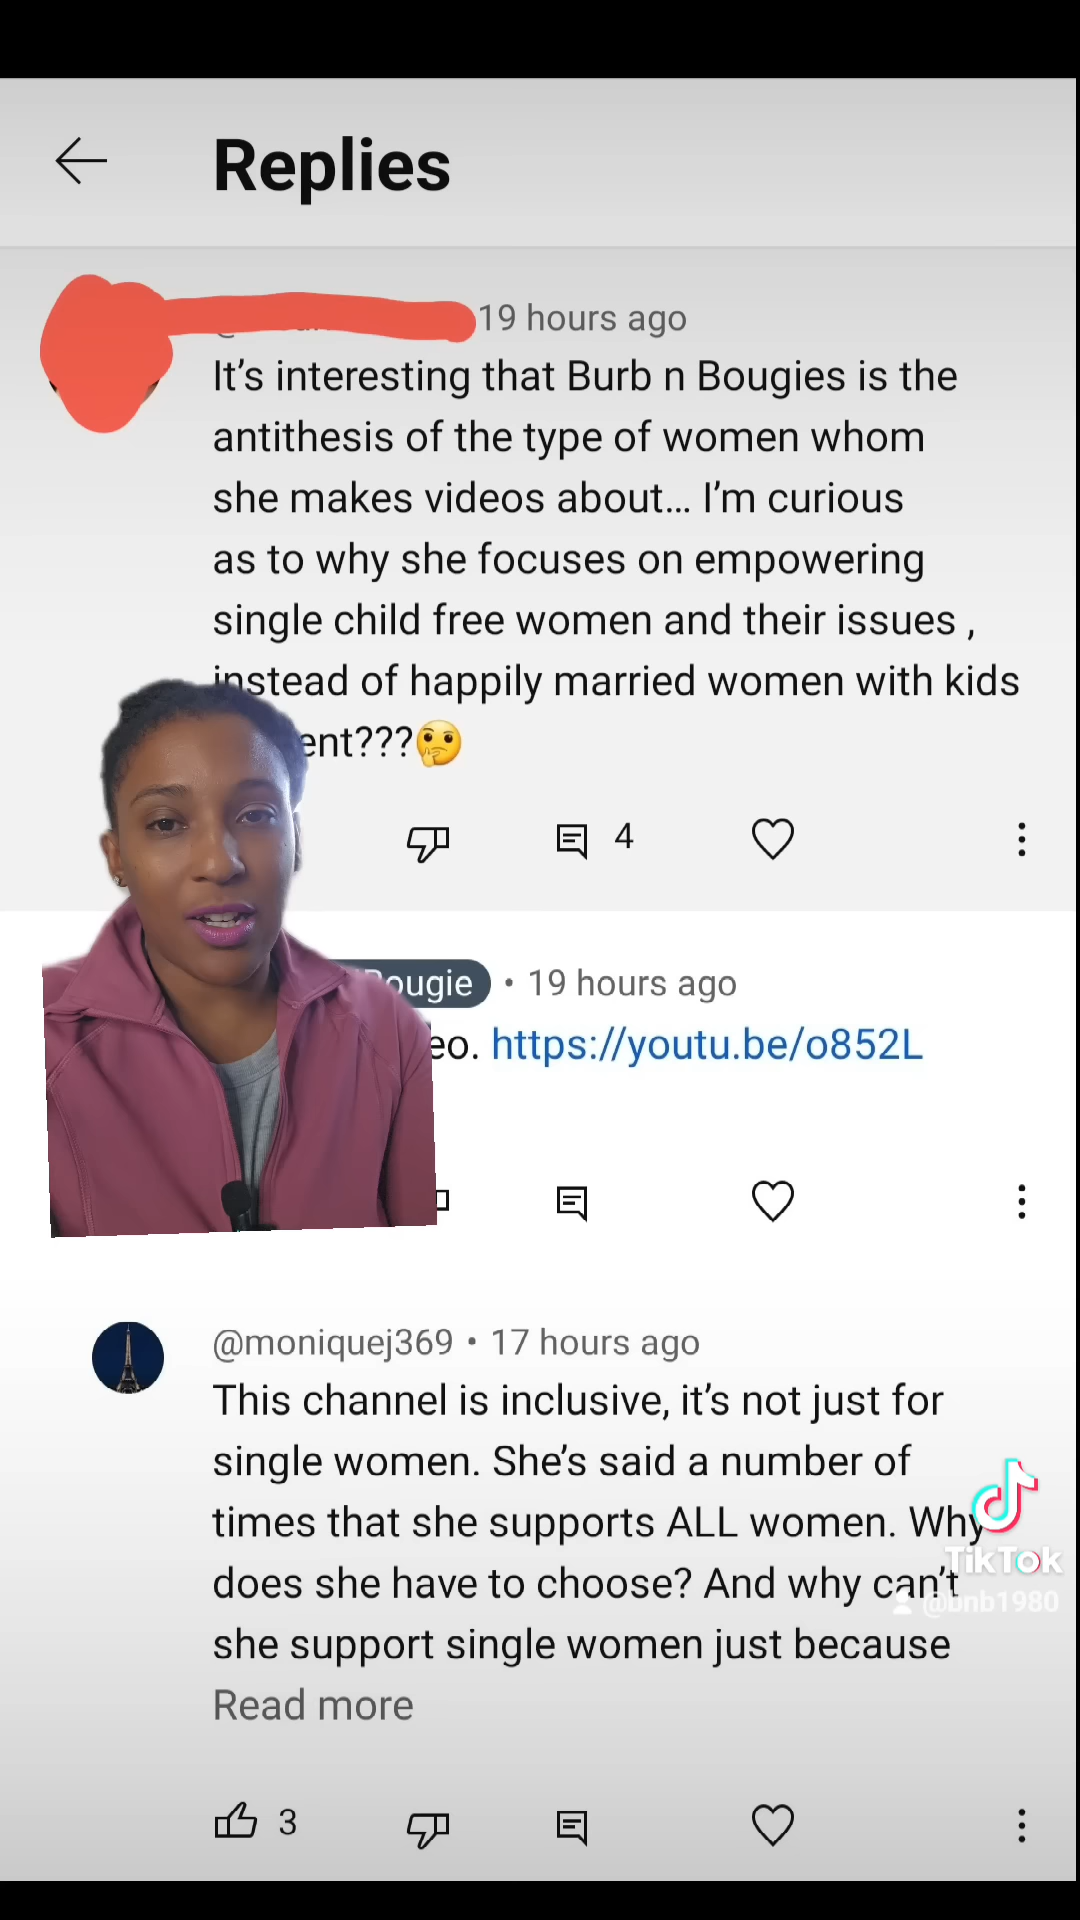 Replies
19 hours ago
It's interesting that Burb n Bougies is the
antithesis of the type of women whom
she makes videos about... I'm curious
as to why she focuses on empowering
single child free women and their issues ,
instead of happily married women with kids
ent???🤔
4
Bougie • 19 hours ago
eo. https://youtu.be/o852L
@moniquej369 • 17 hours ago
This channel is inclusive, it's not just for
single women. She's said a number of
times that she supports ALL women. Why
does she have to choose? And why can't
she support single women just because
Read more
3
TikTok
@bnb1980